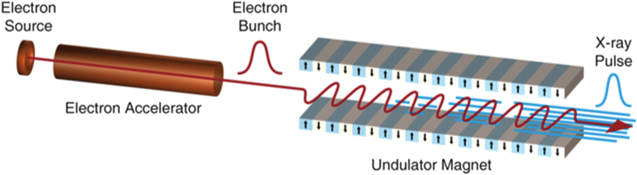 Electron
Source
Electron
Bunch
X-ray
Pulse
Electron Accelerator
Undulator Magnet